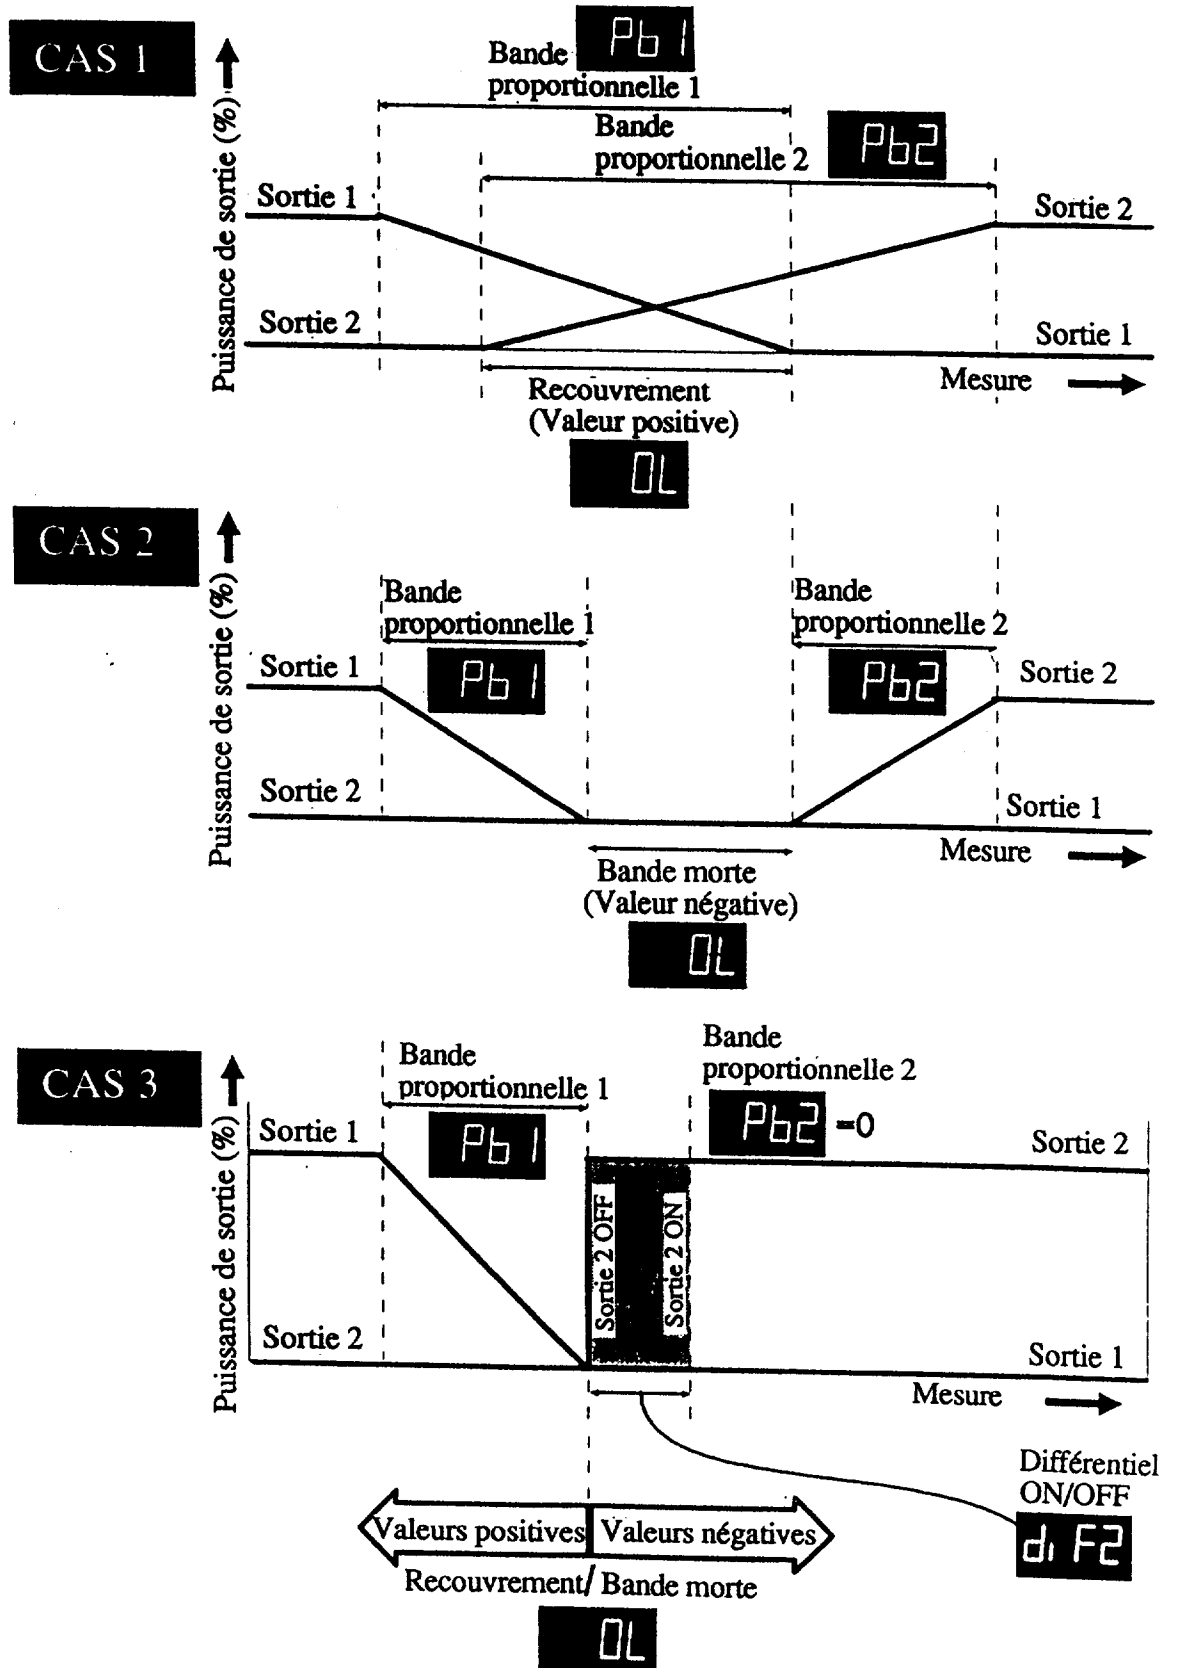 CAS 1
Pb1
Bande
proportionnelle 1
Bande
proportionnelle 2
Pb2
Puissance de sortie (%)
Sortie 1
Sortie 2
Sortie 2
Sortie 1
Mesure
Recouvrement
(Valeur positive)
OL
CAS 2
Puissance de sortie (%)
Bande
proportionnelle 1
Pb1
Bande
proportionnelle 2
Pb2
Sortie 1
Sortie 2
Sortie 2
Sortie 1
Mesure
Bande morte
(Valeur négative)
OL
CAS 3
Puissance de sortie (%)
Bande
proportionnelle 1
Pb1
Bande
proportionnelle 2
Pb2 =0
Sortie 1
Sortie 2
Sortie 2 OFF
Sortie 2 ON
Sortie 2
Sortie 1
Mesure
Différentiel
ON/OFF
diF2
Valeurs positives
Valeurs négatives
Recouvrement/ Bande morte
OL